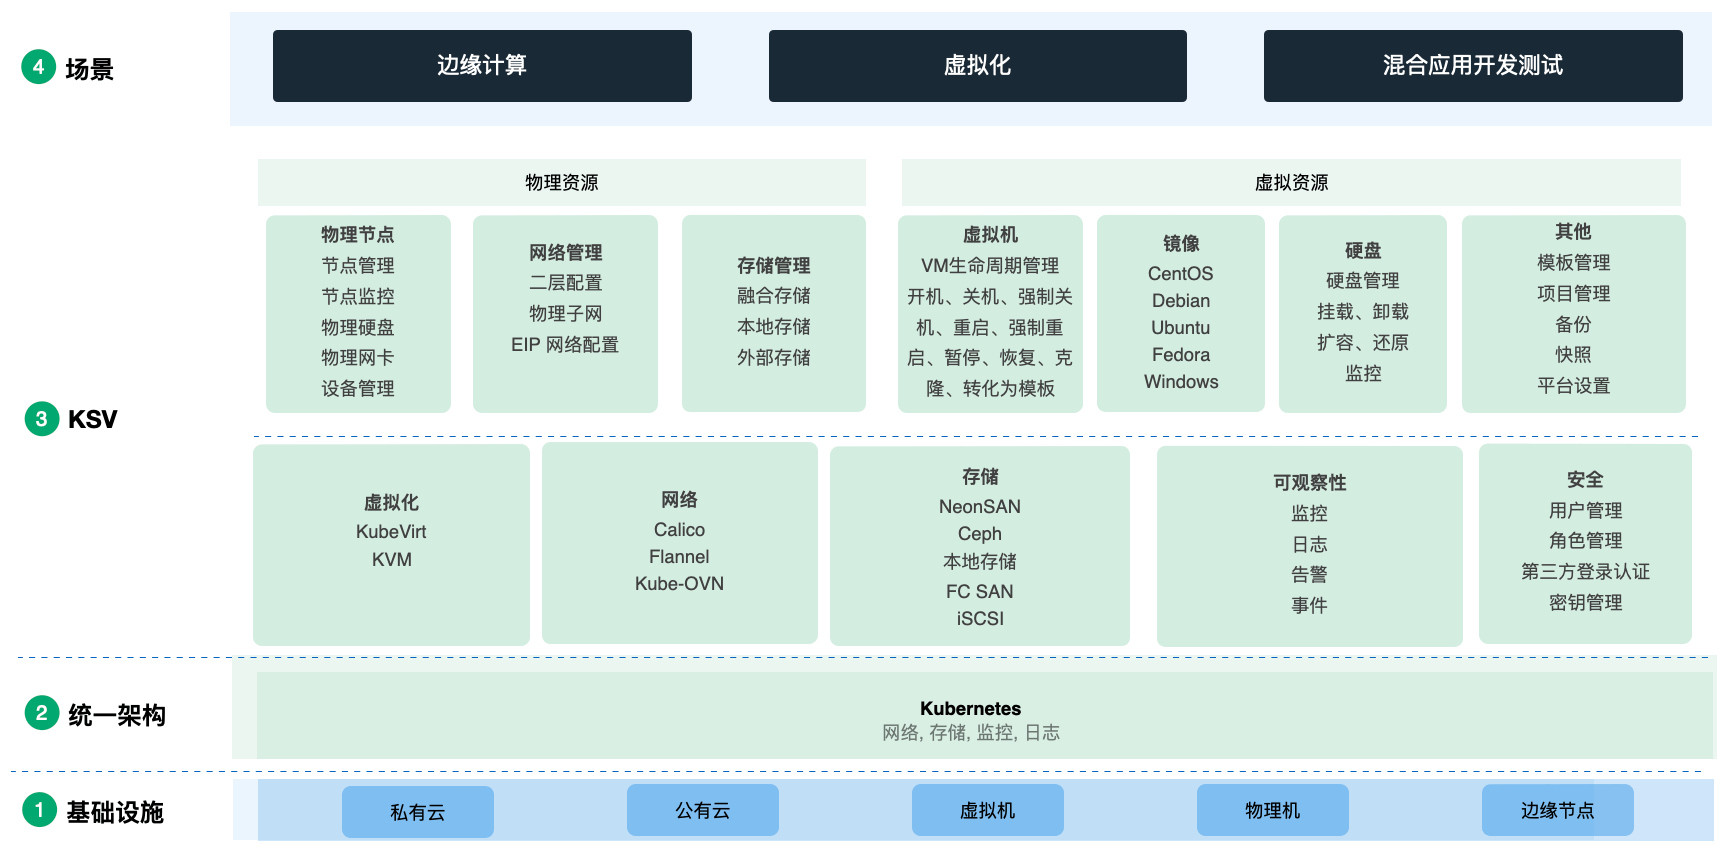 4 场景
边缘计算
虚拟化
混合应用开发测试
3 KSV
物理资源
物理节点
节点管理
节点监控
物理硬盘
物理网卡
设备管理
网络管理
二层配置
物理子网
EIP 网络配置
存储管理
融合存储
本地存储
外部存储
虚拟资源
虚拟机
VM生命周期管理
开机、关机、强制关
机、重启、强制重
启、暂停、恢复、克
隆、转化为模板
镜像
CentOS
Debian
Ubuntu
Fedora
Windows
硬盘
硬盘管理
挂载、卸载
扩容、还原
监控
其他
模板管理
项目管理
备份
快照
平台设置
虚拟化
KubeVirt
KVM
网络
Calico
Flannel
Kube-OVN
存储
NeonSAN
Ceph
本地存储
FC SAN
iSCSI
可观察性
监控
日志
告警
事件
安全
用户管理
角色管理
第三方登录认证
密钥管理
2 统一架构
Kubernetes
网络, 存储, 监控, 日志
1 基础设施
私有云
公有云
虚拟机
物理机
边缘节点